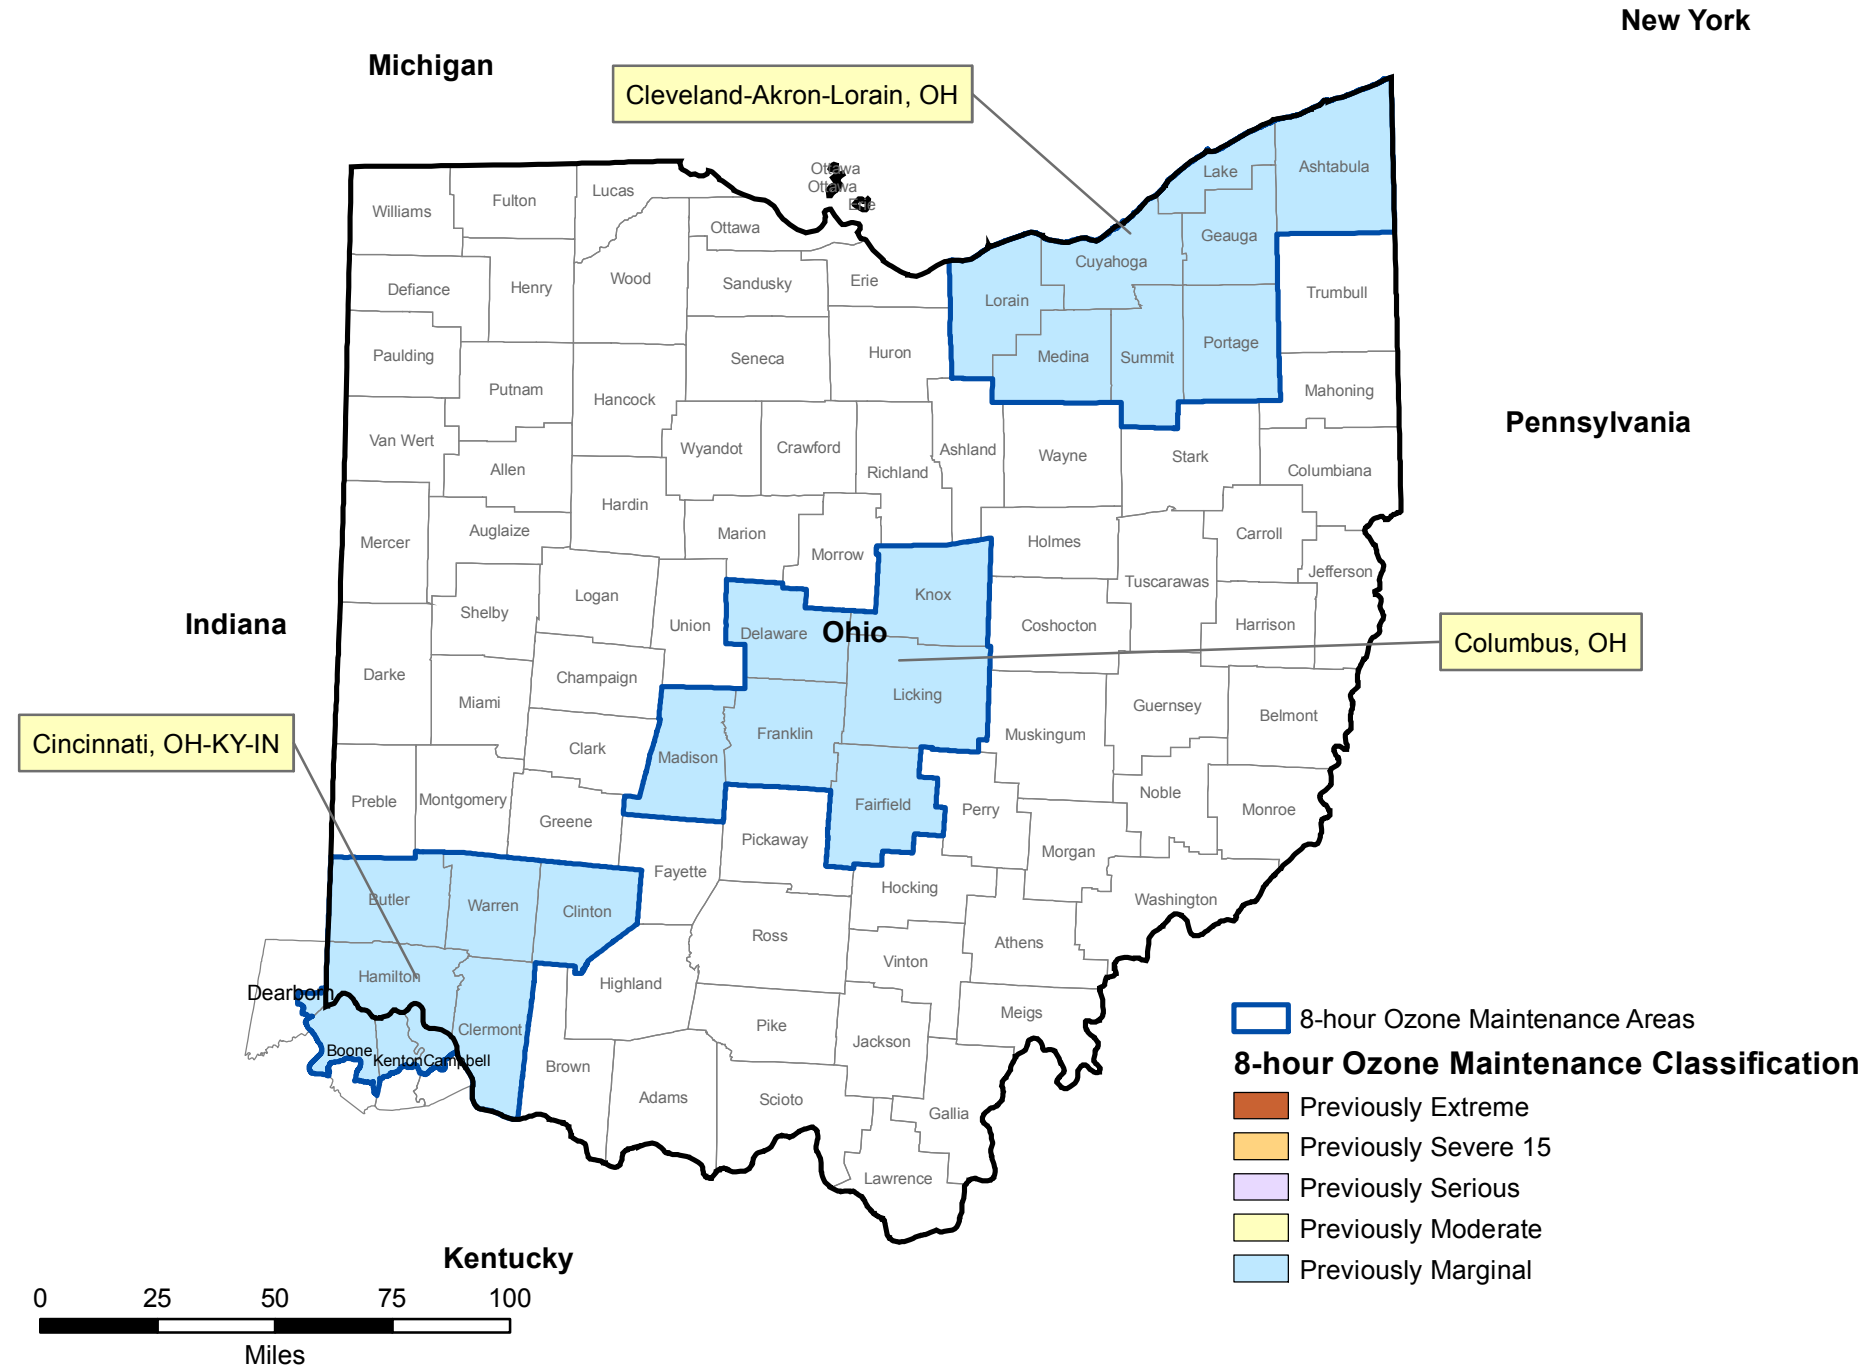 New York
Michigan
Cleveland-Akron-Lorain, OH
Ottawa
Ottawa
Erie
Lake
Ashtabula
Williams
Fulton
Lucas
Ottawa
Geauga
Cuyahoga
Defiance
Henry
Wood
Sandusky
Erie
Lorain
Trumbull
Paulding
Seneca
Huron
Medina
Summit
Portage
Putnam
Hancock
Mahoning
Pennsylvania
Van Wert
Allen
Wyandot
Crawford
Richland
Ashland
Wayne
Stark
Columbiana
Hardin
Mercer
Auglaize
Marion
Morrow
Holmes
Carroll
Tuscarawas
Jefferson
Indiana
Shelby
Logan
Union
Delaware
Ohio
Knox
Coshocton
Harrison
Columbus, OH
Darke
Miami
Champaign
Licking
Guernsey
Belmont
Cincinnati, OH-KY-IN
Clark
Madison
Franklin
Muskingum
Preble
Montgomery
Greene
Pickaway
Fairfield
Perry
Noble
Monroe
Morgan
Fayette
Hocking
Washington
Butler
Warren
Clinton
Ross
Athens
Vinton
Hamilton
Highland
Dearborn
Clermont
Pike
Jackson
Meigs
Boone
Kenton
Campbell
Brown
Adams
Scioto
Gallia
Lawrence
8-hour Ozone Maintenance Areas
8-hour Ozone Maintenance Classification
Previously Extreme
Previously Severe 15
Previously Serious
Previously Moderate
Previously Marginal
Kentucky
0 25 50 75 100
Miles